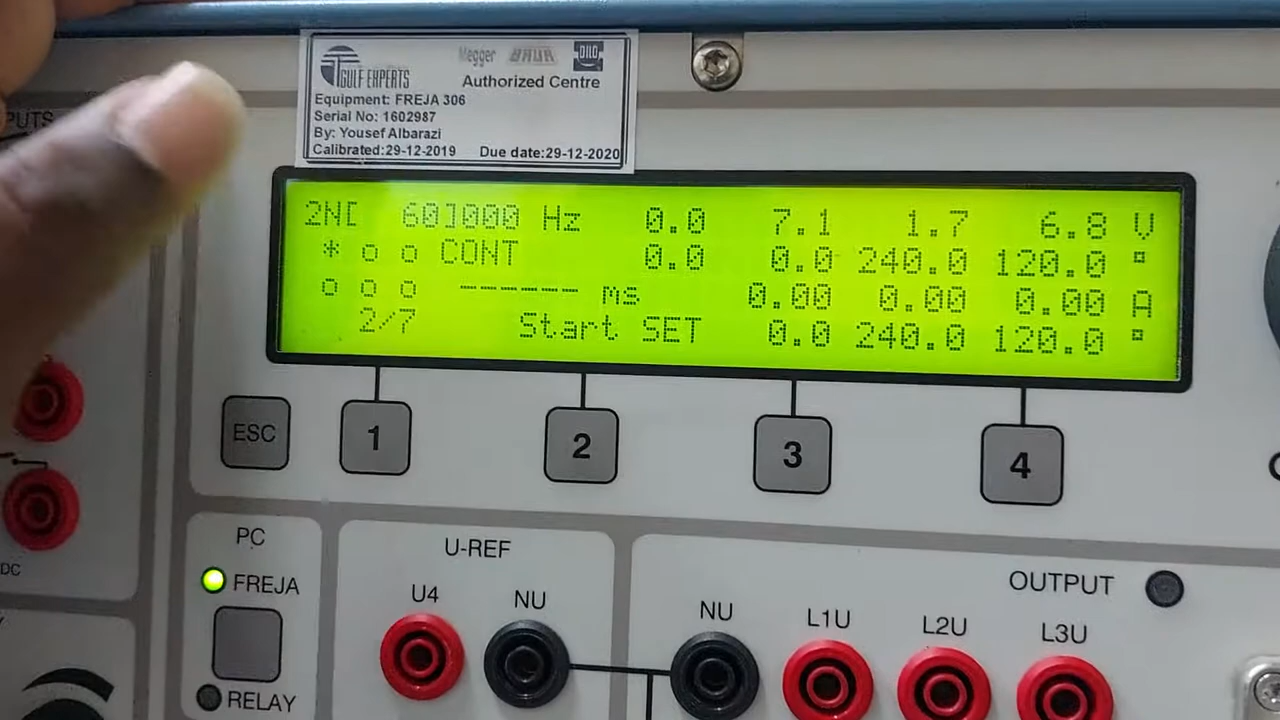 GULF EXPERTS
Megger BAUR DILO
Authorized Centre
Equipment: FREJA 306
Serial No: 1602987
By: Yousef Albarazi
Calibrated:29-12-2019 Due date:29-12-2020
PUTS
2N[ 60]000 Hz 0.0 7.1 1.7 6.8 V
* o o CONT 0.0 0.0 240.0 120.0 °
o o o ------ ms 0.00 0.00 0.00 A
2/7 Start SET 0.0 240.0 120.0 °
ESC 1 2 3 4
DC
PC
FREJA
RELAY
U-REF
U4 NU
OUTPUT
NU L1U L2U L3U